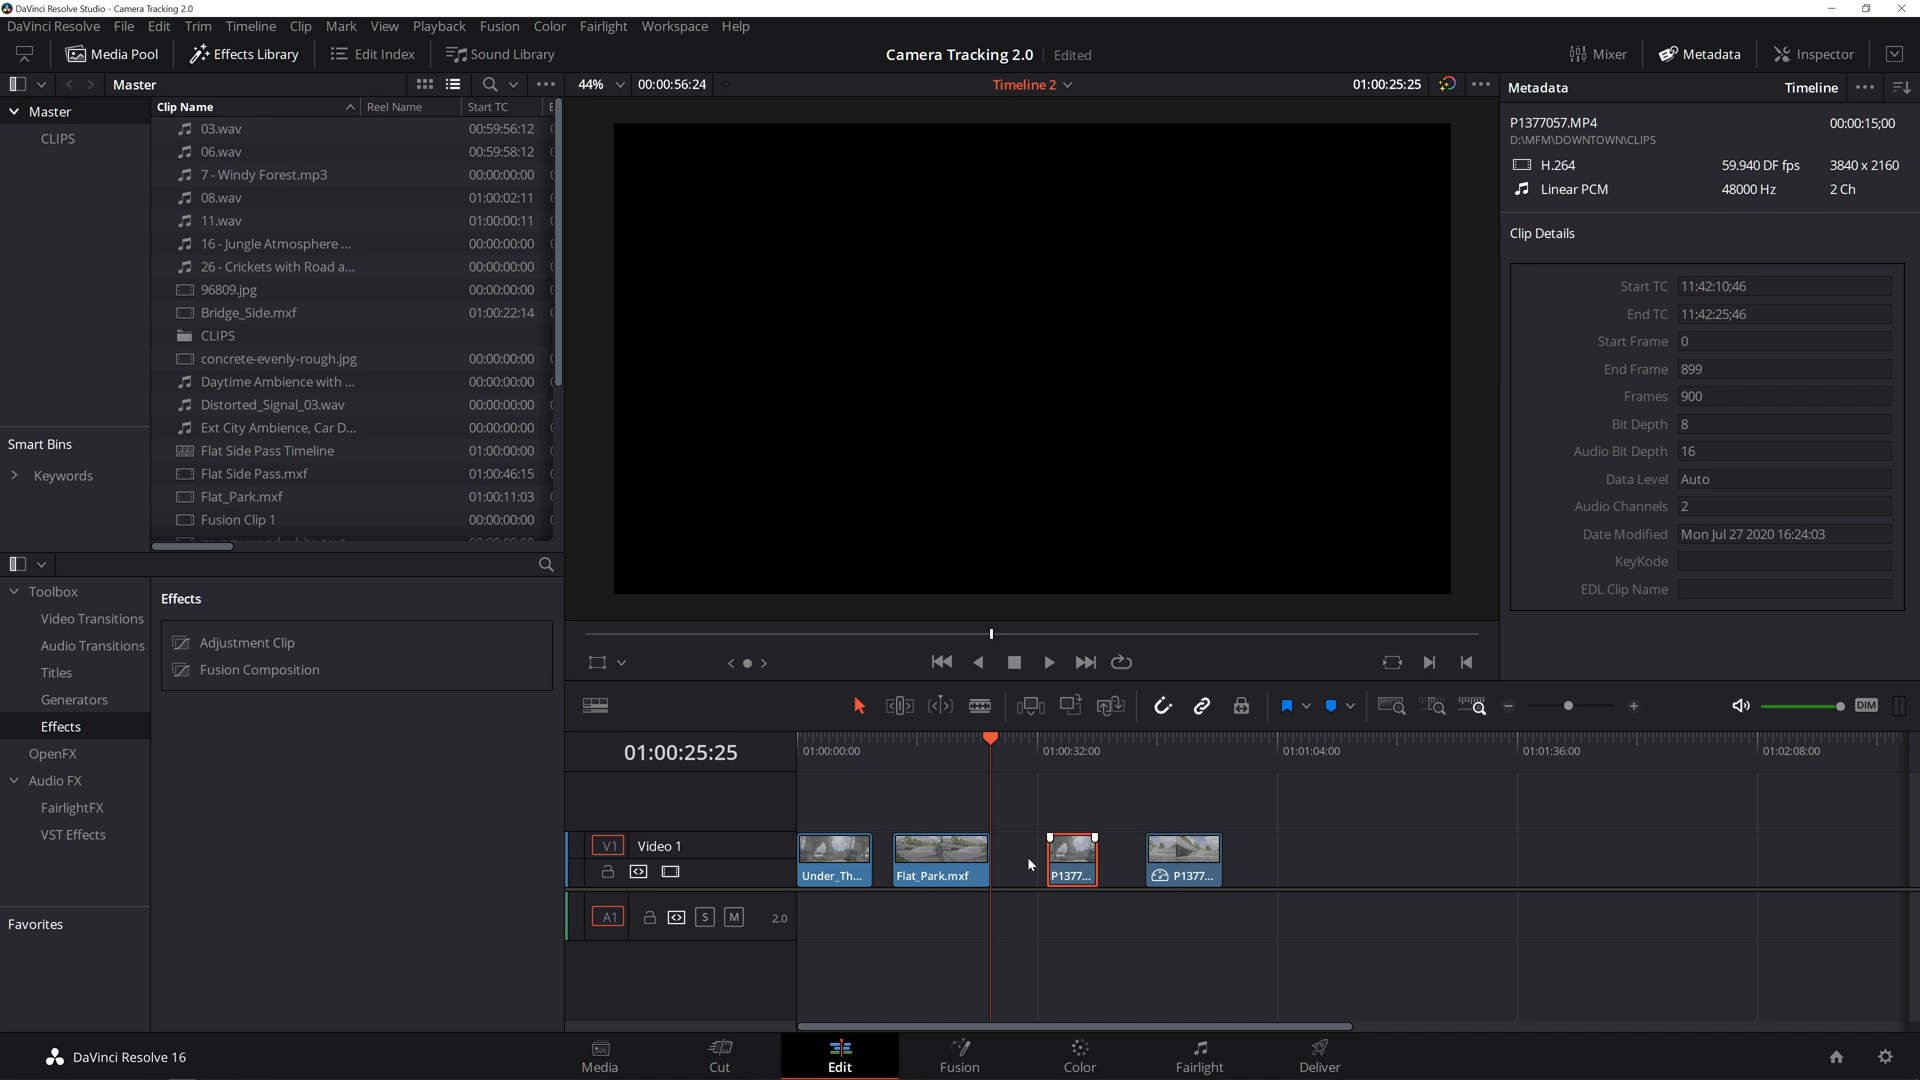 DaVinci Resolve Studio - Camera Tracking 2.0
DaVinci Resolve File Edit Trim Timeline Clip Mark View Playback Fusion Color Fairlight Workspace Help
Media Pool Effects Library Edit Index Sound Library Camera Tracking 2.0 Edited Mixer Metadata Inspector
Master 44% 00:00:56:24 Timeline 2 01:00:25:25 Metadata Timeline
Master
CLIPS
Smart Bins
Keywords
Clip Name Reel Name Start TC
03.wav 00:59:56:12
06.wav 00:59:58:12
7 - Windy Forest.mp3 00:00:00:00
08.wav 01:00:02:11
11.wav 01:00:00:11
16 - Jungle Atmosphere ... 00:00:00:00
26 - Crickets with Road a... 00:00:00:00
96809.jpg 00:00:00:00
Bridge_Side.mxf 01:00:22:14
CLIPS
concrete-evenly-rough.jpg 00:00:00:00
Daytime Ambience with ... 00:00:00:00
Distorted_Signal_03.wav 00:00:00:00
Ext City Ambience, Car D... 00:00:00:00
Flat Side Pass Timeline 01:00:00:00
Flat Side Pass.mxf 01:00:46:15
Flat_Park.mxf 01:00:11:03
Fusion Clip 1 00:00:00:00
P1377057.MP4 00:00:15;00
D:\MFM\DOWNTOWN\CLIPS
H.264 59.940 DF fps 3840 x 2160
Linear PCM 48000 Hz 2 Ch
Clip Details
Start TC 11:42:10;46
End TC 11:42:25;46
Start Frame 0
End Frame 899
Frames 900
Bit Depth 8
Audio Bit Depth 16
Data Level Auto
Audio Channels 2
Date Modified Mon Jul 27 2020 16:24:03
KeyKode
EDL Clip Name
Toolbox
Video Transitions
Audio Transitions
Titles
Generators
Effects
OpenFX
Audio FX
FairlightFX
VST Effects
Favorites
Effects
Adjustment Clip
Fusion Composition
DIM
01:00:25:25 01:00:00:00 01:00:32:00 01:01:04:00 01:01:36:00 01:02:08:00
V1 Video 1
Under_Th... Flat_Park.mxf P1377... P1377...
A1 S M 2.0
DaVinci Resolve 16 Media Cut Edit Fusion Color Fairlight Deliver